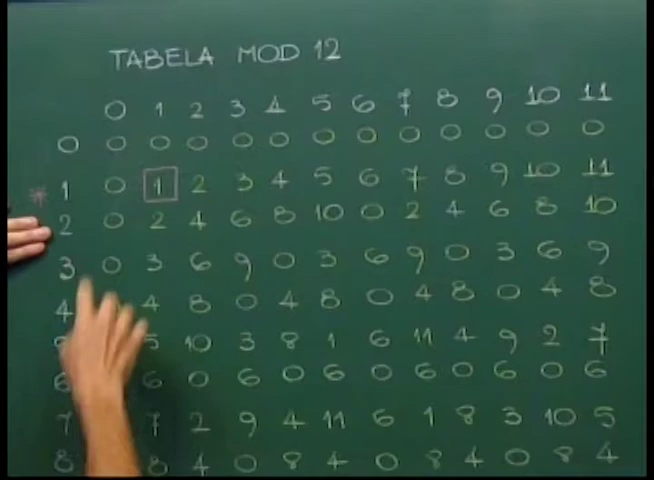 TABELA MOD 12
0 1 2 3 4 5 6 7 8 9 10 11
0 0 0 0 0 0 0 0 0 0 0 0 0
* 1 0 1 2 3 4 5 6 7 8 9 10 11
2 0 2 4 6 8 10 0 2 4 6 8 10
3 0 3 6 9 0 3 6 9 0 3 6 9
4 4 8 0 4 8 0 4 8 0 4 8
5 10 3 8 1 6 11 4 9 2 7
6 6 0 6 0 6 0 6 0 6 0 6
7 7 2 9 4 11 6 1 8 3 10 5
8 8 4 0 8 4 0 8 4 0 8 4